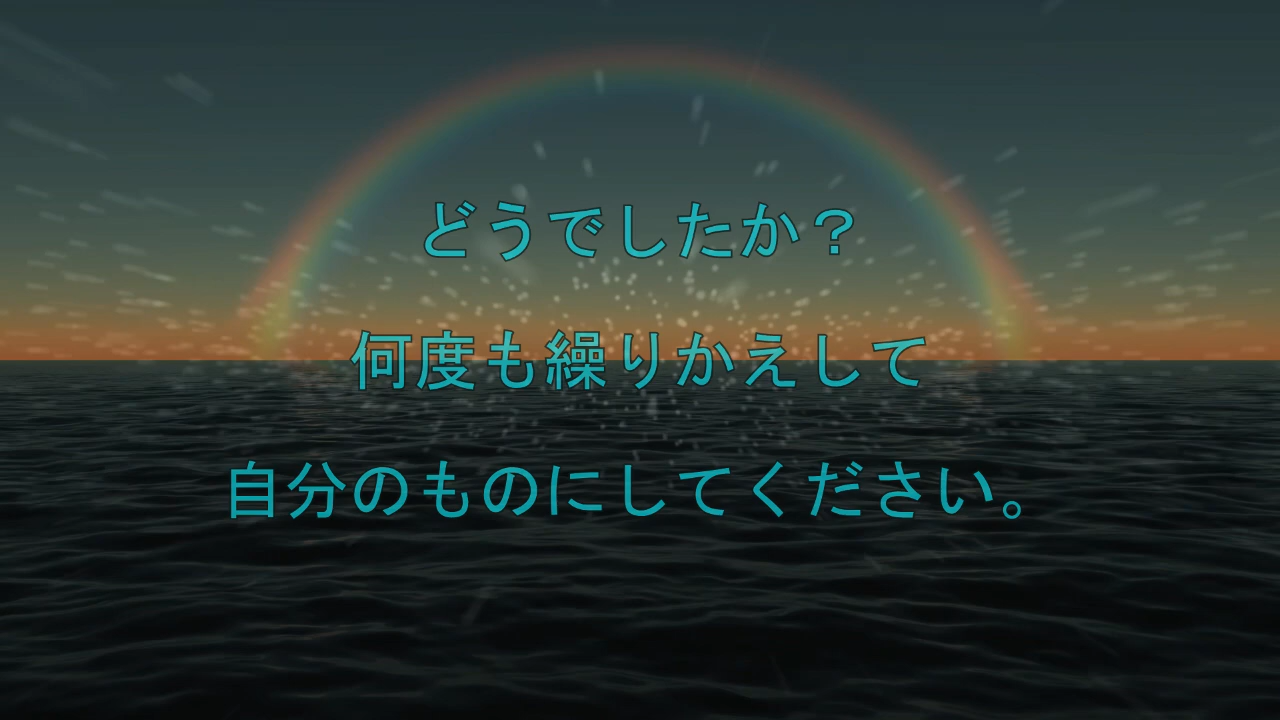 どうでしたか？
何度も繰りかえして
自分のものにしてください。